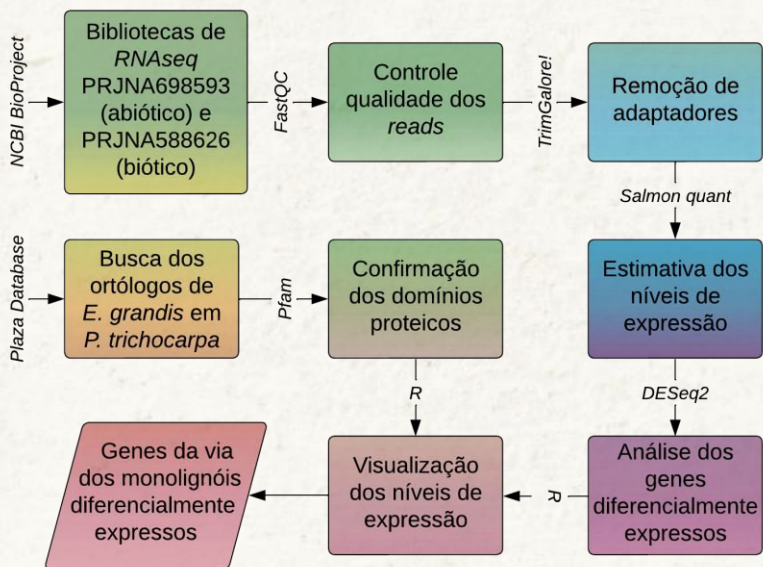 NCBI BioProject
Bibliotecas de
RNAseq
PRJNA698593
(abiótico) e
PRJNA588626
(biótico)
FastQC
Controle
qualidade dos
reads
TrimGalore!
Remoção de
adaptadores
Salmon quant
Plaza Database
Busca dos
ortólogos de
E. grandis em
P. trichocarpa
Pfam
Confirmação
dos domínios
proteicos
Estimativa dos
níveis de
expressão
R
DESeq2
Genes da via
dos monolignóis
diferencialmente
expressos
Visualização
dos níveis de
expressão
R
Análise dos
genes
diferencialmente
expressos